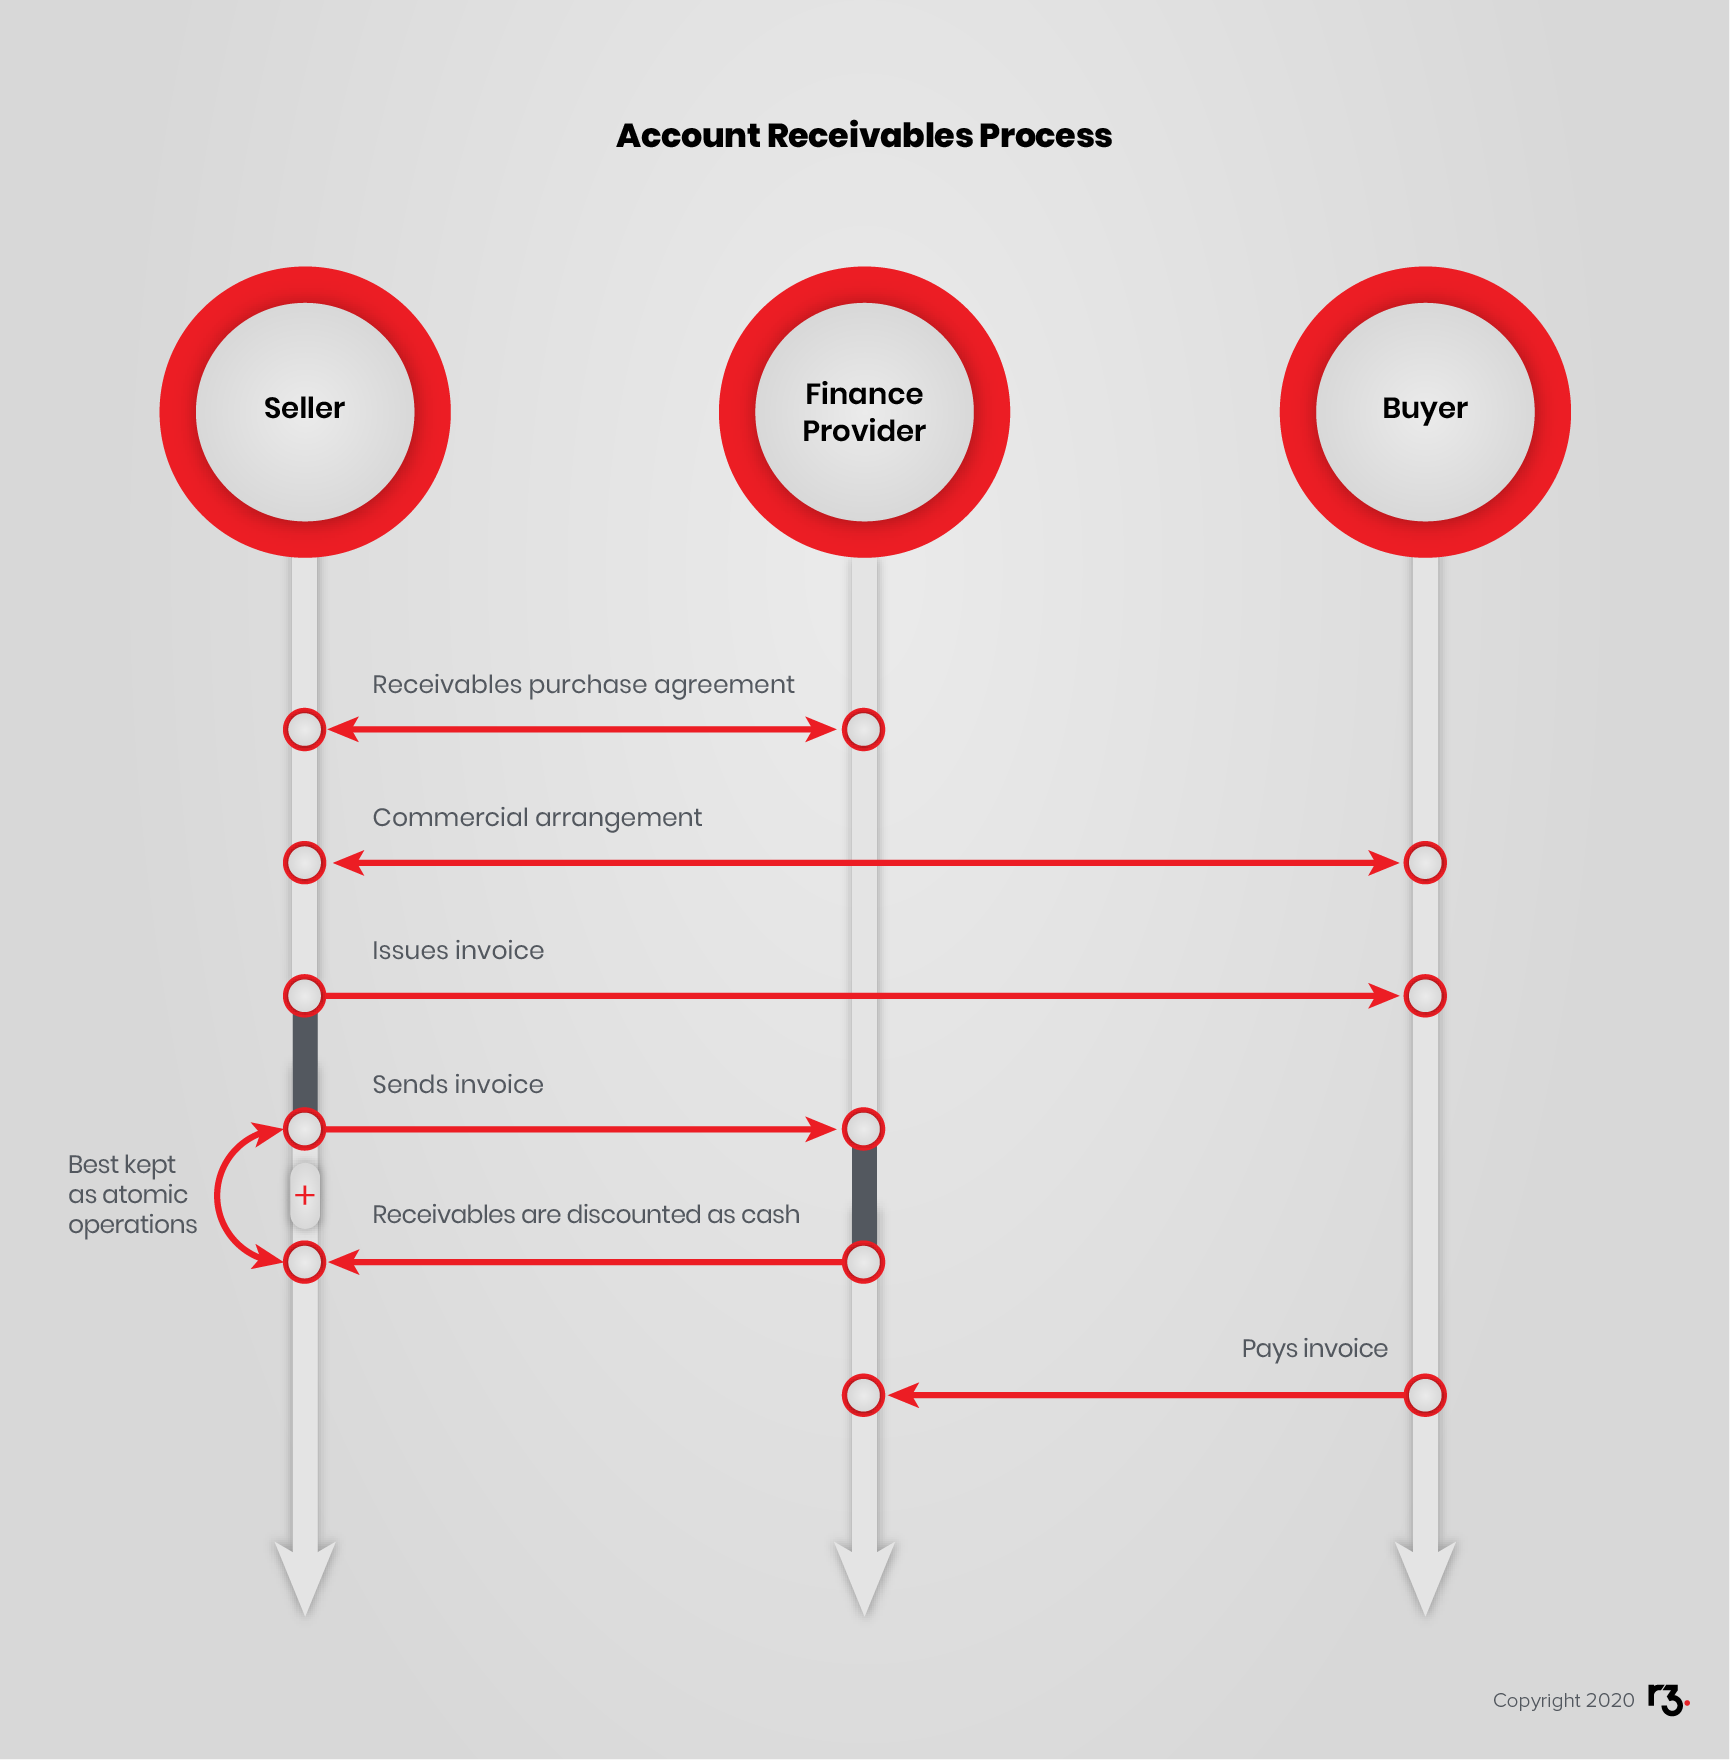 Account Receivables Process
Seller
Finance
Provider
Buyer
Receivables purchase agreement
Commercial arrangement
Issues invoice
Sends invoice
Best kept
as atomic
operations
+
Receivables are discounted as cash
Pays invoice
Copyright 2020 r3.